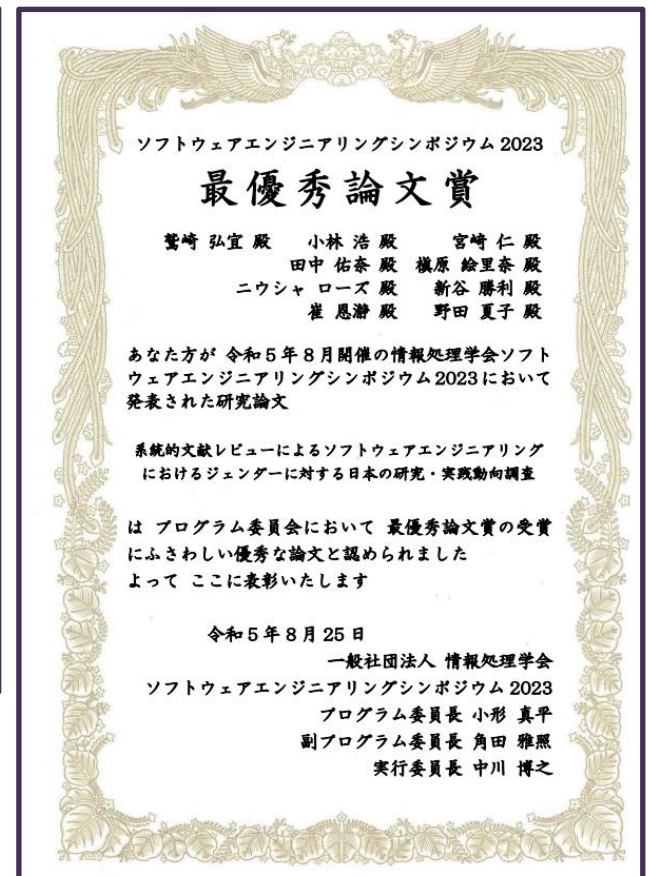 ソフトウェアエンジニアリングシンポジウム 2023
最優秀論文賞
鷲崎 弘宜 殿 小林 浩 殿 宮崎 仁 殿
田中 佑奈 殿 槇原 絵里奈 殿
ニウシャ ローズ 殿 新谷 勝利 殿
崔 恩瀞 殿 野田 夏子 殿
あなた方が 令和5年8月開催の情報処理学会ソフト
ウェアエンジニアリングシンポジウム2023において
発表された研究論文
系統的文献レビューによるソフトウェアエンジニアリング
におけるジェンダーに対する日本の研究・実践動向調査
は プログラム委員会において 最優秀論文賞の受賞
にふさわしい優秀な論文と認められました
よって ここに表彰いたします
令和5年8月25日
一般社団法人 情報処理学会
ソフトウェアエンジニアリングシンポジウム 2023
プログラム委員長 小形 真平
副プログラム委員長 角田 雅照
実行委員長 中川 博之